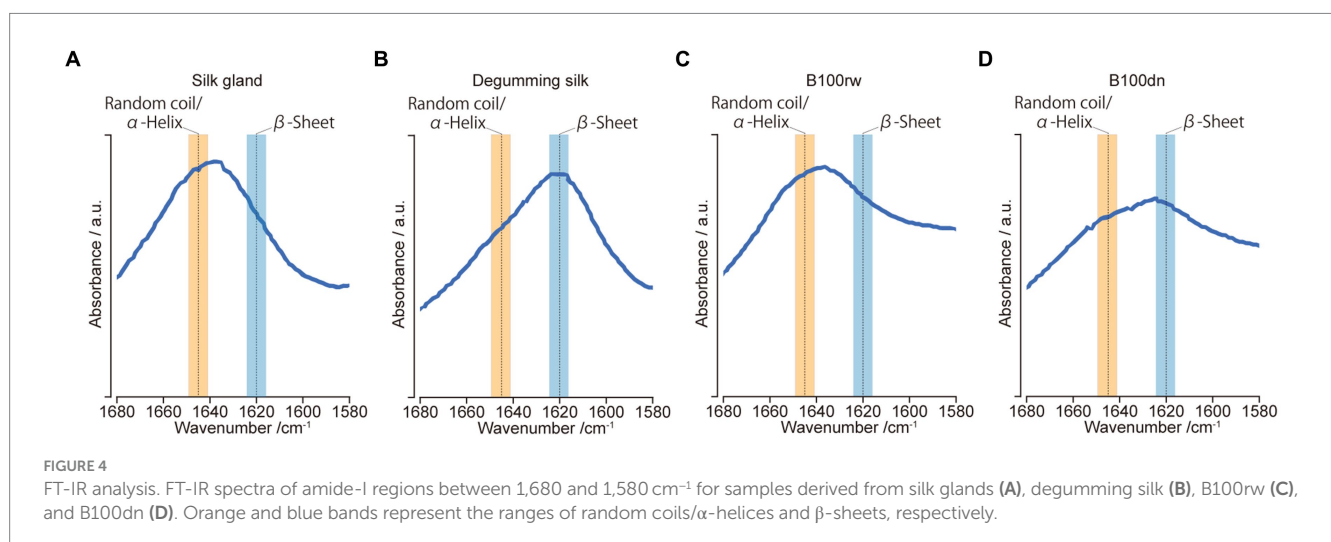 A
Silk gland
Random coil/
α-Helix
β-Sheet
Absorbance / a.u.
1680 1660 1640 1620 1600 1580
Wavenumber /cm⁻¹
B
Degumming silk
Random coil/
α-Helix
β-Sheet
Absorbance / a.u.
1680 1660 1640 1620 1600 1580
Wavenumber /cm⁻¹
C
B100rw
Random coil/
α-Helix
β-Sheet
Absorbance / a.u.
1680 1660 1640 1620 1600 1580
Wavenumber /cm⁻¹
D
B100dn
Random coil/
α-Helix
β-Sheet
Absorbance / a.u.
1680 1660 1640 1620 1600 1580
Wavenumber /cm⁻¹
FIGURE 4
FT-IR analysis. FT-IR spectra of amide-I regions between 1,680 and 1,580 cm⁻¹ for samples derived from silk glands (A), degumming silk (B), B100rw (C),
and B100dn (D). Orange and blue bands represent the ranges of random coils/α-helices and β-sheets, respectively.